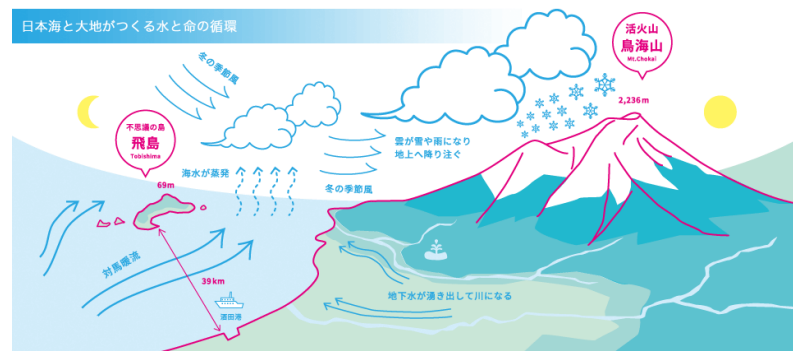 日本海と大地がつくる水と命の循環
活火山
鳥海山
Mt.Chokai
2,236m
冬の季節風
不思議の島
飛島
Tobishima
69m
海水が蒸発
雲が雪や雨になり
地上へ降り注ぐ
冬の季節風
対馬暖流
39km
酒田港
地下水が湧き出して川になる